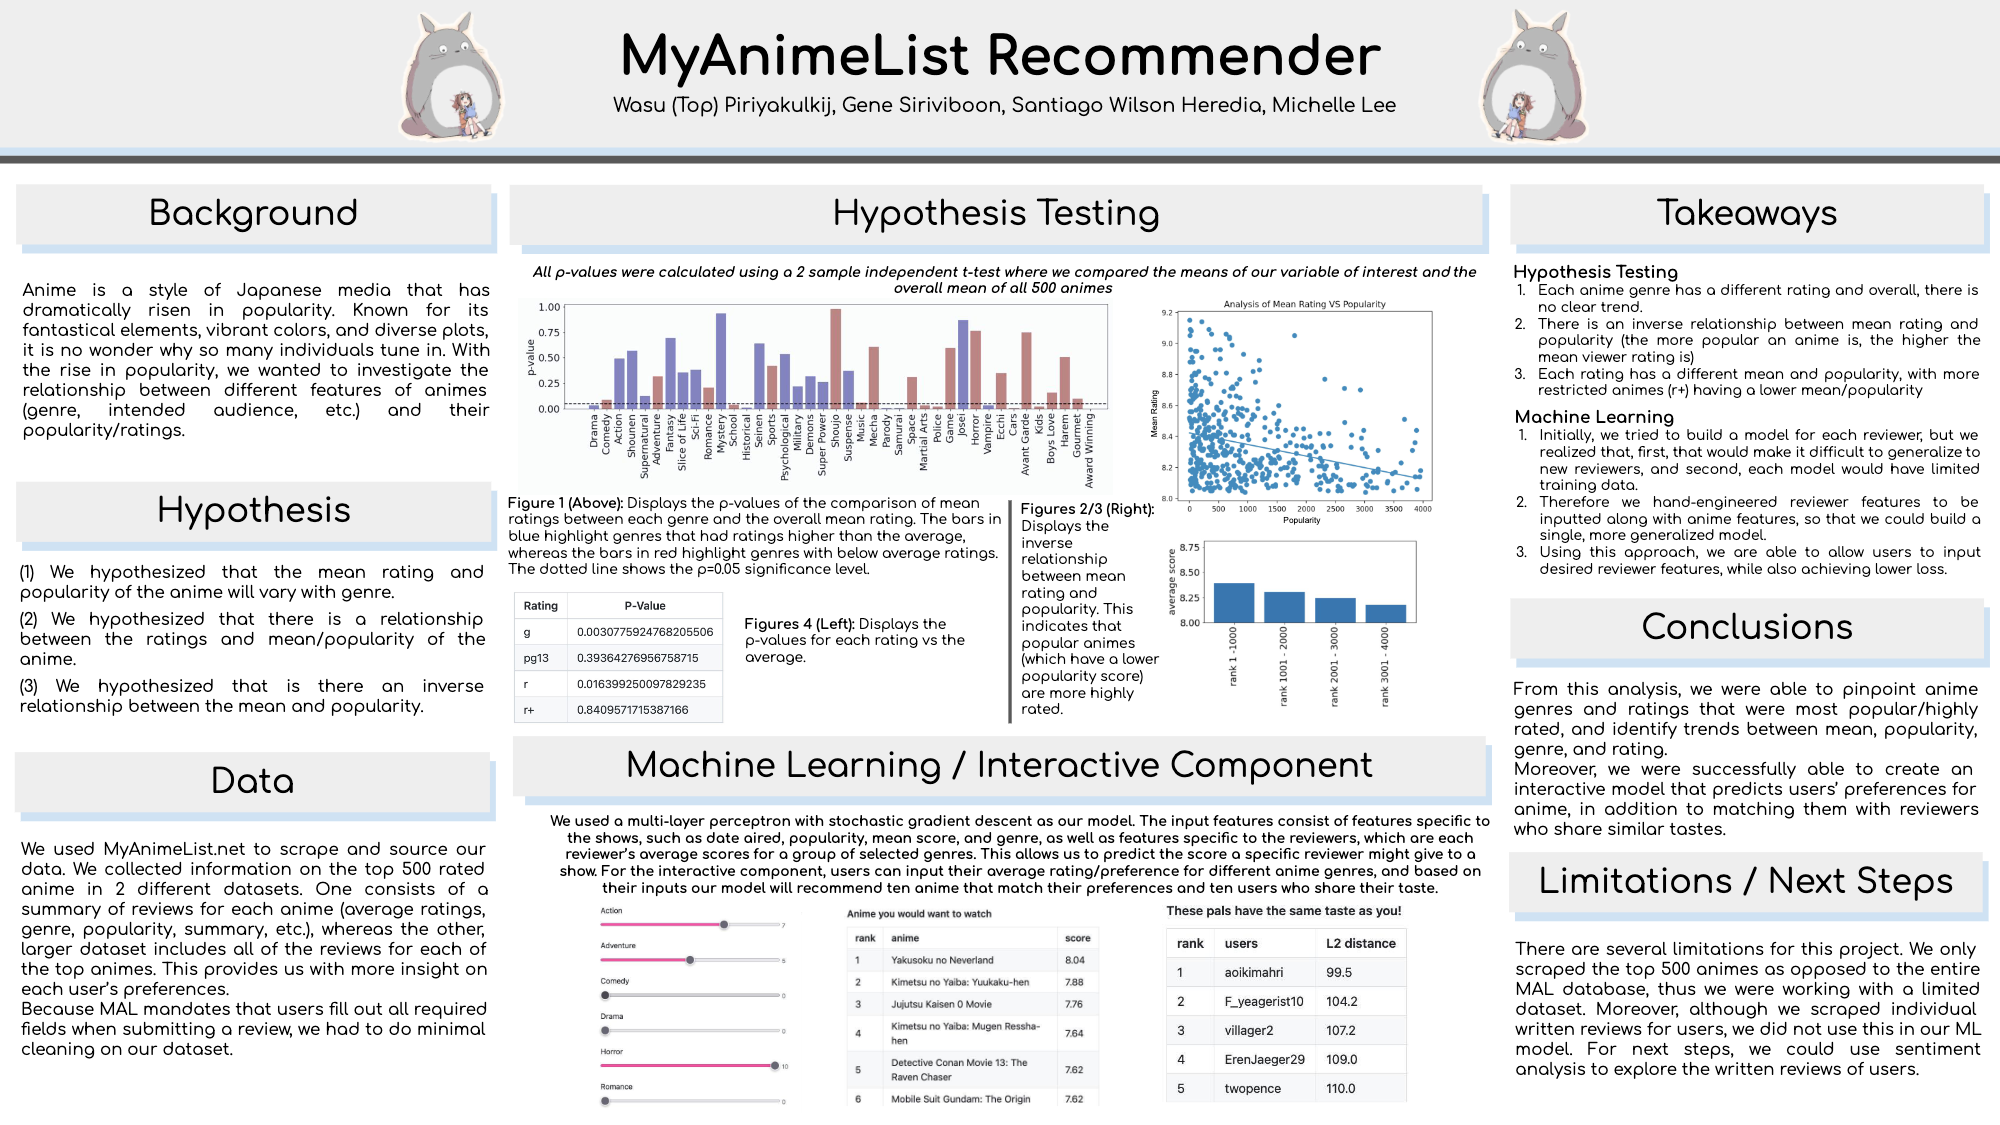 MyAnimeList Recommender
Wasu (Top) Piriyakulkij, Gene Siriviboon, Santiago Wilson Heredia, Michelle Lee
Background
Anime is a style of Japanese media that has
dramatically risen in popularity. Known for its
fantastical elements, vibrant colors, and diverse plots,
it is no wonder why so many individuals tune in. With
the rise in popularity, we wanted to investigate the
relationship between different features of animes
(genre, intended audience, etc.) and their
popularity/ratings.
Hypothesis
(1) We hypothesized that the mean rating and
popularity of the anime will vary with genre.
(2) We hypothesized that there is a relationship
between the ratings and mean/popularity of the
anime.
(3) We hypothesized that is there an inverse
relationship between the mean and popularity.
Data
We used MyAnimeList.net to scrape and source our
data. We collected information on the top 500 rated
anime in 2 different datasets. One consists of a
summary of reviews for each anime (average ratings,
genre, popularity, summary, etc.), whereas the other,
larger dataset includes all of the reviews for each of
the top animes. This provides us with more insight on
each user's preferences.
Because MAL mandates that users fill out all required
fields when submitting a review, we had to do minimal
cleaning on our dataset.
Hypothesis Testing
All p-values were calculated using a 2 sample independent t-test where we compared the means of our variable of interest and the
overall mean of all 500 animes
p-value
1.00
0.75
0.50
0.25
0.00
Drama
Comedy
Action
Shounen
Supernatural
Adventure
Fantasy
Slice of Life
Sci-Fi
Romance
Mystery
School
Historical
Seinen
Sports
Psychological
Military
Demons
Super Power
Shoujo
Suspense
Music
Mecha
Parody
Samurai
Space
Martial Arts
Police
Game
Josei
Horror
Vampire
Ecchi
Cars
Avant Garde
Kids
Boys Love
Harem
Gourmet
Award Winning
Figure 1 (Above): Displays the p-values of the comparison of mean
ratings between each genre and the overall mean rating. The bars in
blue highlight genres that had ratings higher than the average,
whereas the bars in red highlight genres with below average ratings.
The dotted line shows the p=0.05 significance level.
Rating P-Value
g 0.0030775924768205506
pg13 0.39364276956758715
r 0.016399250097829235
r+ 0.8409571715387166
Figures 4 (Left): Displays the
p-values for each rating vs the
average.
Figures 2/3 (Right):
Displays the
inverse
relationship
between mean
rating and
popularity. This
indicates that
popular animes
(which have a lower
popularity score)
are more highly
rated.
Analysis of Mean Rating VS Popularity
Mean Rating
9.2
9.0
8.8
8.6
8.4
8.2
8.0
0 500 1000 1500 2000 2500 3000 3500 4000
Popularity
average score
8.75
8.50
8.25
8.00
rank 1 -1000
rank 1001 - 2000
rank 2001 - 3000
rank 3001 - 4000
Machine Learning / Interactive Component
We used a multi-layer perceptron with stochastic gradient descent as our model. The input features consist of features specific to
the shows, such as date aired, popularity, mean score, and genre, as well as features specific to the reviewers, which are each
reviewer's average scores for a group of selected genres. This allows us to predict the score a specific reviewer might give to a
show. For the interactive component, users can input their average rating/preference for different anime genres, and based on
their inputs our model will recommend ten anime that match their preferences and ten users who share their taste.
Action
7
Adventure
5
Comedy
0
Drama
0
Horror
10
Romance
0
Anime you would want to watch
rank anime score
1 Yakusoku no Neverland 8.04
2 Kimetsu no Yaiba: Yuukaku-hen 7.88
3 Jujutsu Kaisen 0 Movie 7.76
4 Kimetsu no Yaiba: Mugen Ressha-
hen 7.64
5 Detective Conan Movie 13: The
Raven Chaser 7.62
6 Mobile Suit Gundam: The Origin 7.62
These pals have the same taste as you!
rank users L2 distance
1 aoikimahri 99.5
2 F_yeagerist10 104.2
3 villager2 107.2
4 ErenJaeger29 109.0
5 twopence 110.0
Takeaways
Hypothesis Testing
1. Each anime genre has a different rating and overall, there is
no clear trend.
2. There is an inverse relationship between mean rating and
popularity (the more popular an anime is, the higher the
mean viewer rating is)
3. Each rating has a different mean and popularity, with more
restricted animes (r+) having a lower mean/popularity
Machine Learning
1. Initially, we tried to build a model for each reviewer, but we
realized that, first, that would make it difficult to generalize to
new reviewers, and second, each model would have limited
training data.
2. Therefore we hand-engineered reviewer features to be
inputted along with anime features, so that we could build a
single, more generalized model.
3. Using this approach, we are able to allow users to input
desired reviewer features, while also achieving lower loss.
Conclusions
From this analysis, we were able to pinpoint anime
genres and ratings that were most popular/highly
rated, and identify trends between mean, popularity,
genre, and rating.
Moreover, we were successfully able to create an
interactive model that predicts users' preferences for
anime, in addition to matching them with reviewers
who share similar tastes.
Limitations / Next Steps
There are several limitations for this project. We only
scraped the top 500 animes as opposed to the entire
MAL database, thus we were working with a limited
dataset. Moreover, although we scraped individual
written reviews for users, we did not use this in our ML
model. For next steps, we could use sentiment
analysis to explore the written reviews of users.